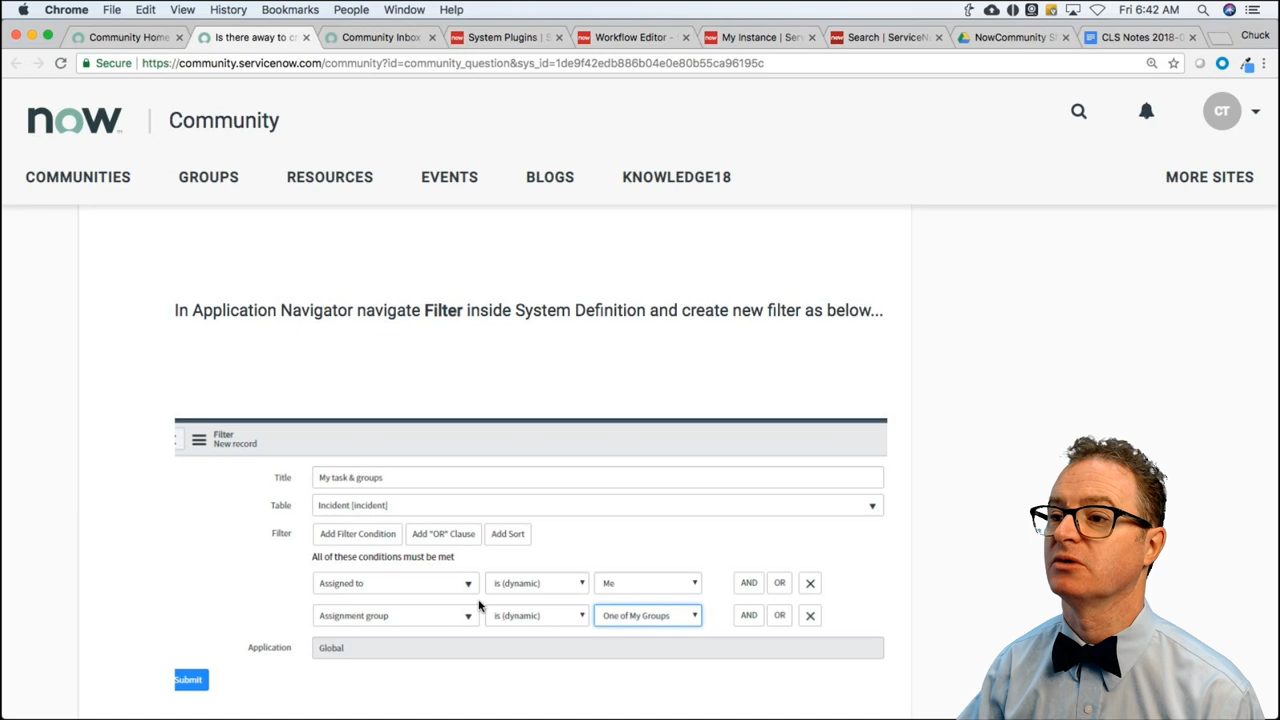 Chrome File Edit View History Bookmarks People Window Help Fri 6:42 AM
Community Home Is there away to c Community Inbox System Plugins | S Workflow Editor - My Instance | Serv Search | ServiceN NowCommunity S CLS Notes 2018-0 Chuck
Secure https://community.servicenow.com/community?id=community_question&sys_id=1de9f42edb886b04e0e80b55ca96195c
now Community CT
COMMUNITIES GROUPS RESOURCES EVENTS BLOGS KNOWLEDGE18 MORE SITES
In Application Navigator navigate Filter inside System Definition and create new filter as below...
Filter
New record
Title My task & groups
Table Incident [incident]
Filter Add Filter Condition Add "OR" Clause Add Sort
All of these conditions must be met
Assigned to is (dynamic) Me AND OR
Assignment group is (dynamic) One of My Groups AND OR
Application Global
Submit